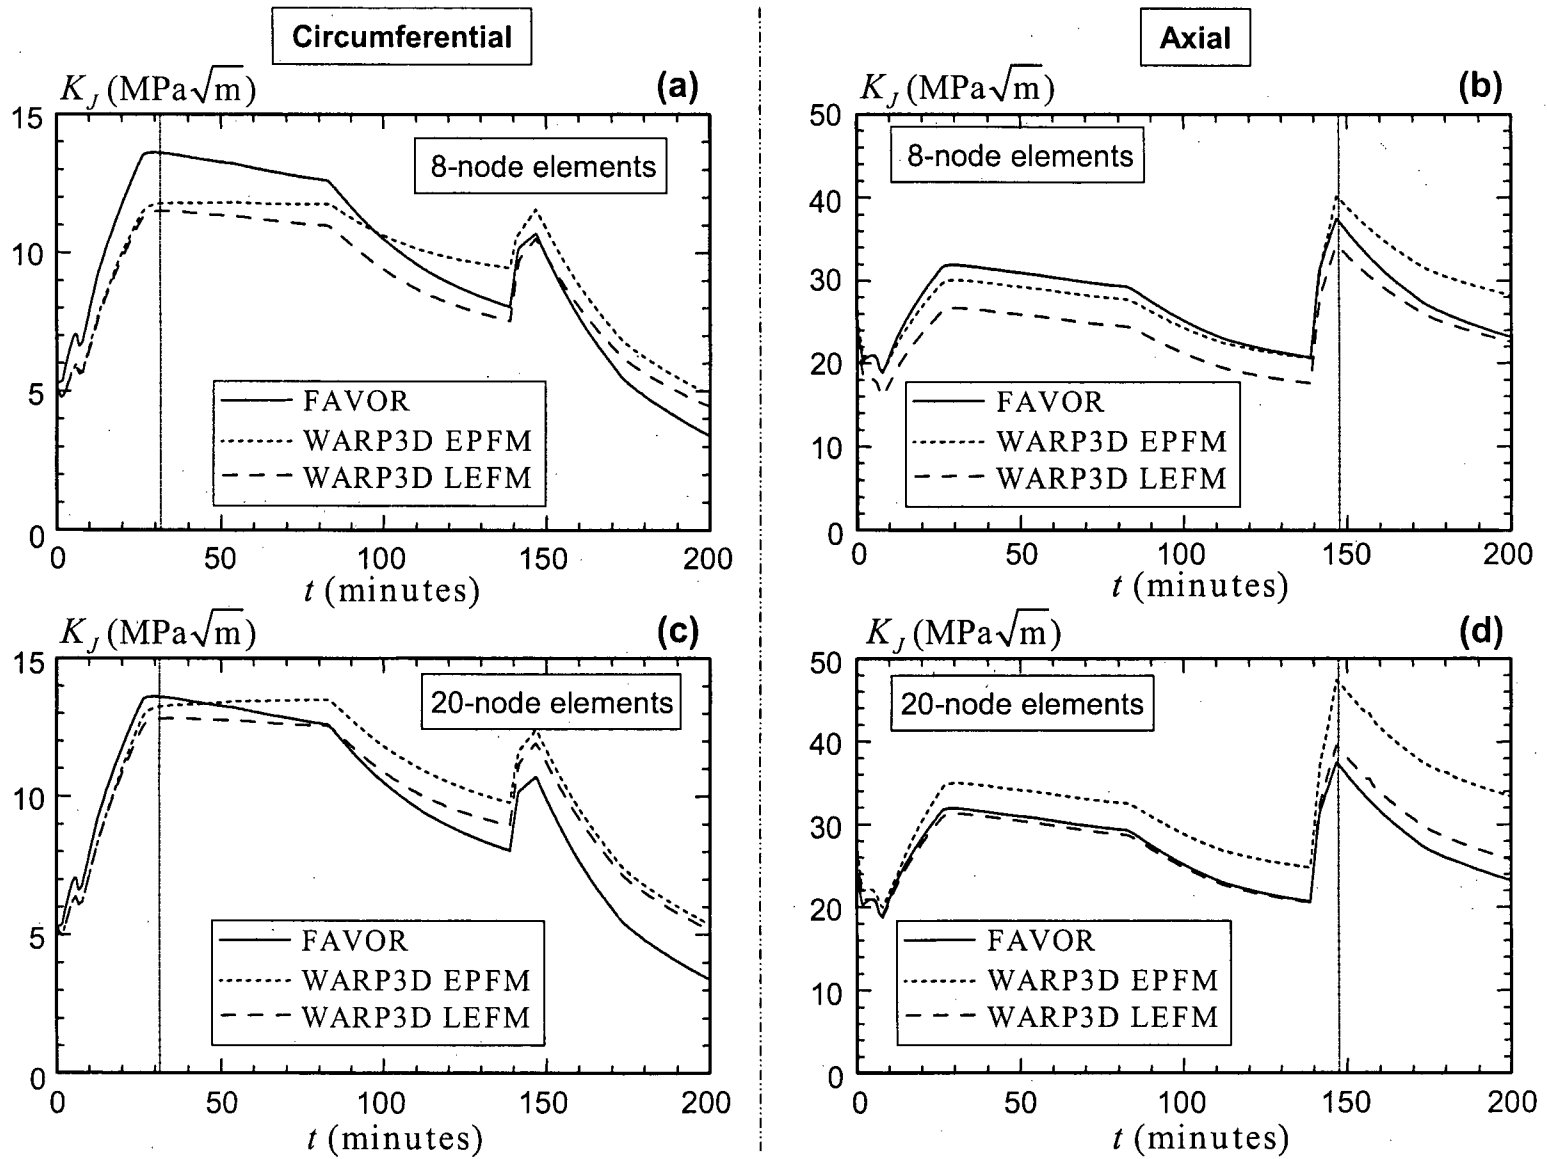 Circumferential
Axial
K_J (MPa√m)
(a)
15
10
5
0
0 50 100 150 200
t (minutes)
8-node elements
FAVOR
WARP3D EPFM
WARP3D LEFM
K_J (MPa√m)
(b)
50
40
30
20
10
0
0 50 100 150 200
t (minutes)
8-node elements
FAVOR
WARP3D EPFM
WARP3D LEFM
K_J (MPa√m)
(c)
15
10
5
0
0 50 100 150 200
t (minutes)
20-node elements
FAVOR
WARP3D EPFM
WARP3D LEFM
K_J (MPa√m)
(d)
50
40
30
20
10
0
0 50 100 150 200
t (minutes)
20-node elements
FAVOR
WARP3D EPFM
WARP3D LEFM